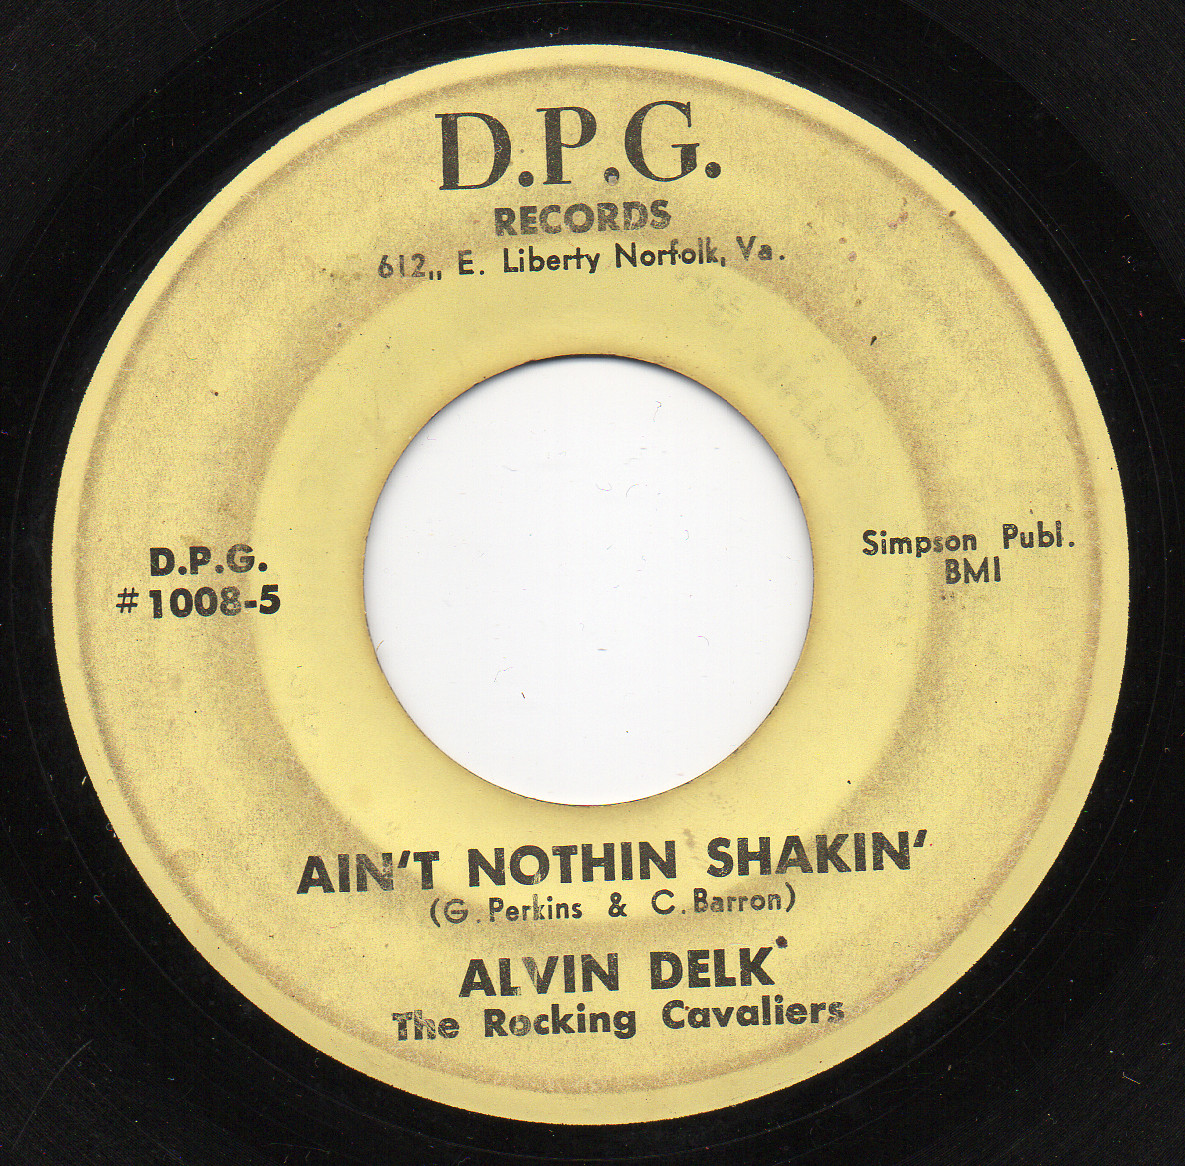 D.P.G.
RECORDS
612,, E. Liberty Norfolk, Va.
Simpson Publ.
BMI
D.P.G.
#1008-5
AIN'T NOTHIN SHAKIN'
(G. Perkins & C. Barron)
ALVIN DELK
The Rocking Cavaliers